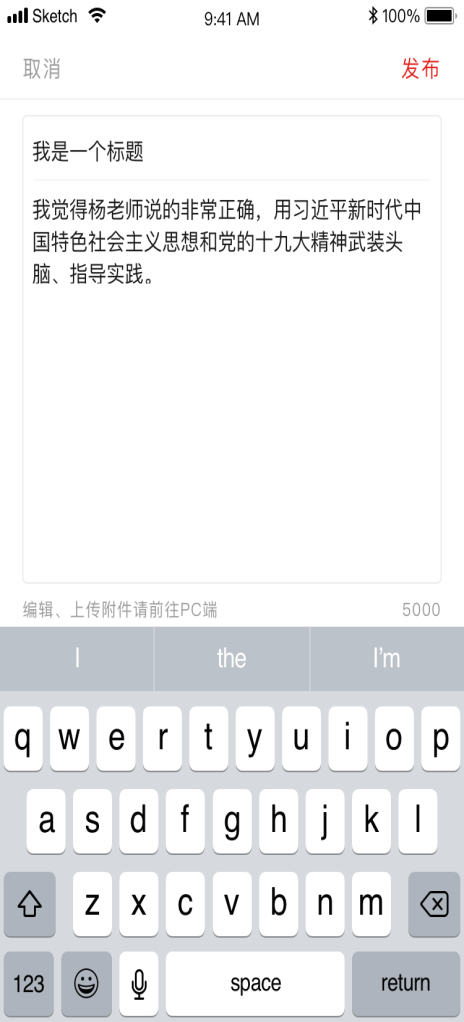 Sketch 9:41 AM 100%
取消 发布
我是一个标题
我觉得杨老师说的非常正确，用习近平新时代中
国特色社会主义思想和党的十九大精神武装头
脑、指导实践。
编辑、上传附件请前往PC端 5000
I the I'm
q w e r t y u i o p
a s d f g h j k l
z x c v b n m
123 space return